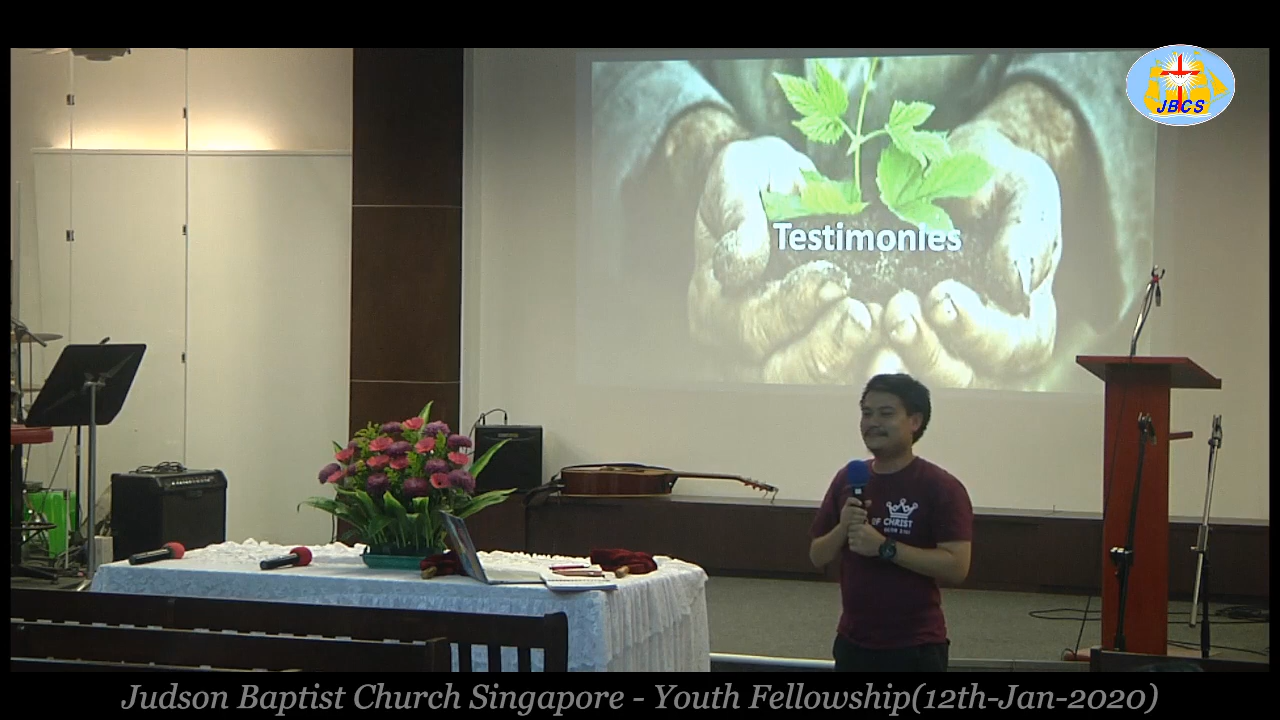 JBCS
Testimonies
OF CHRIST
Judson Baptist Church Singapore - Youth Fellowship(12th-Jan-2020)